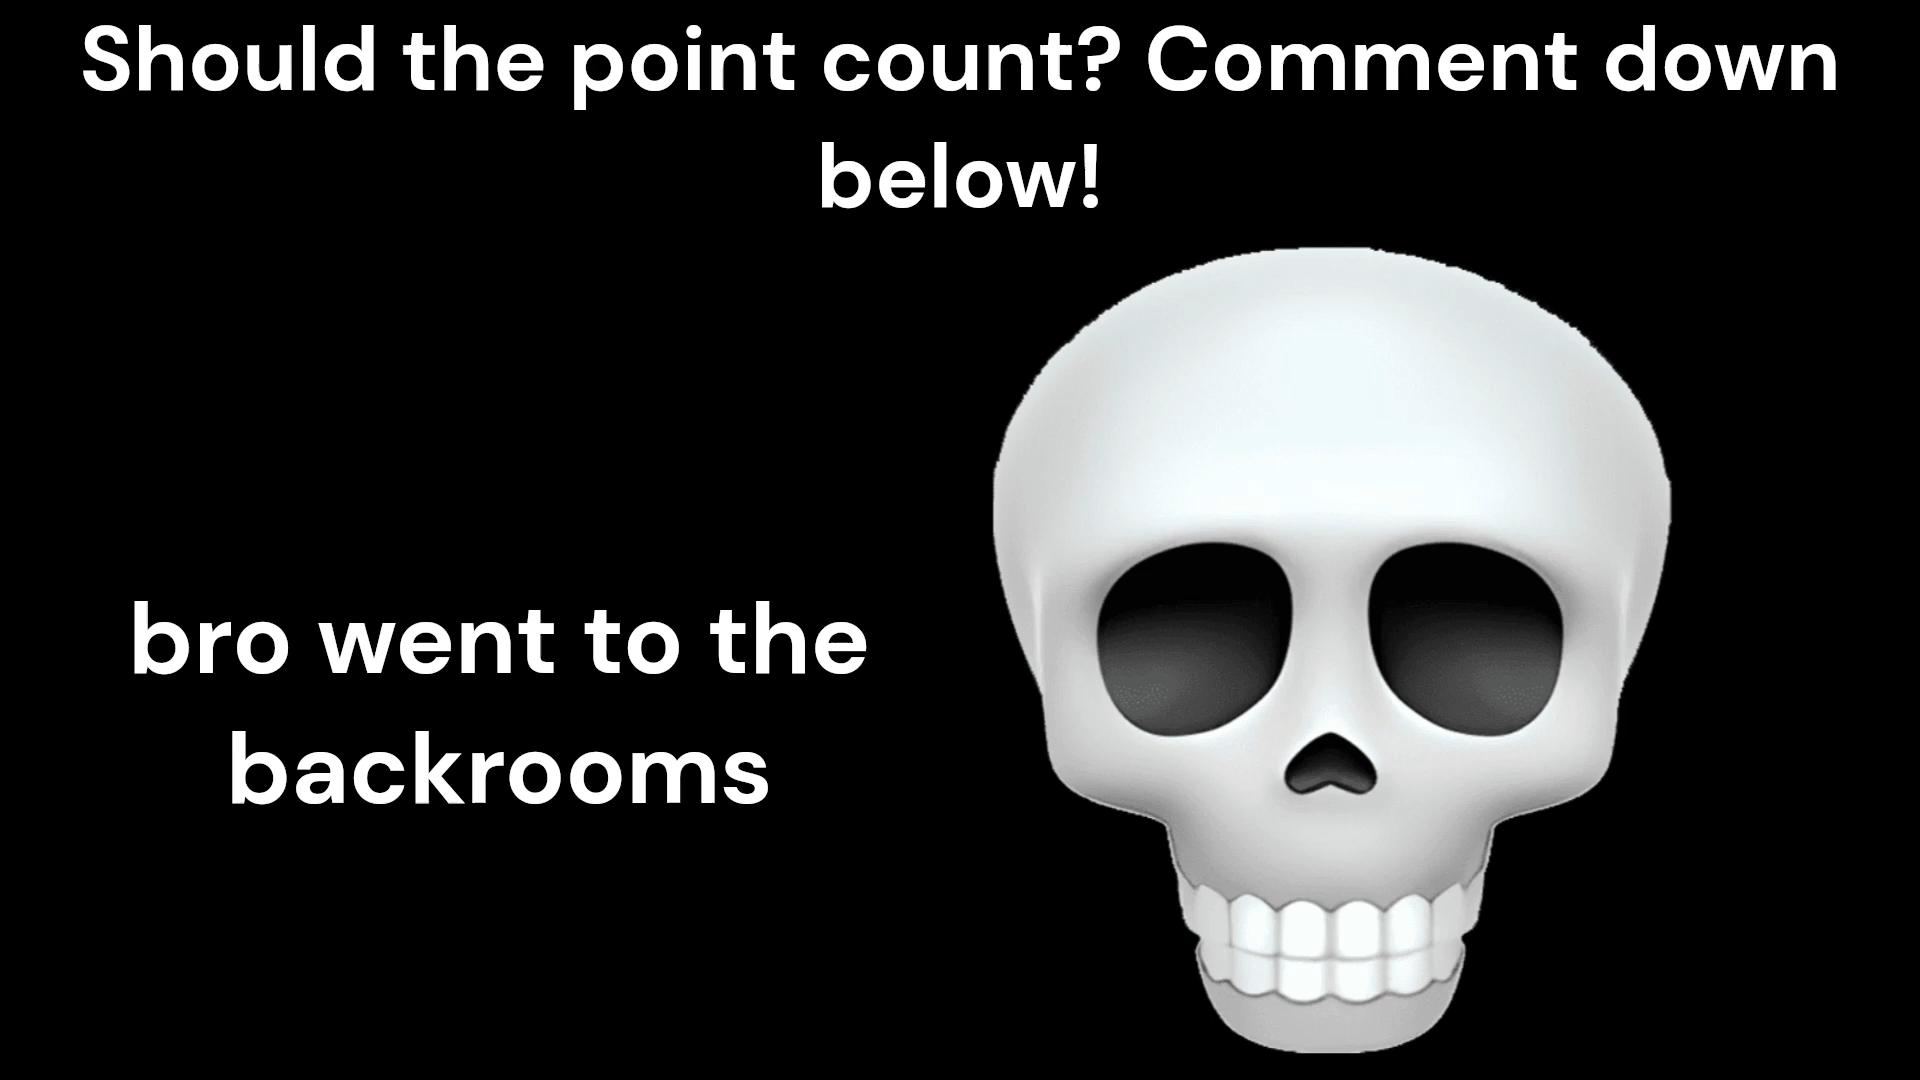 Should the point count? Comment down
below!
bro went to the
backrooms